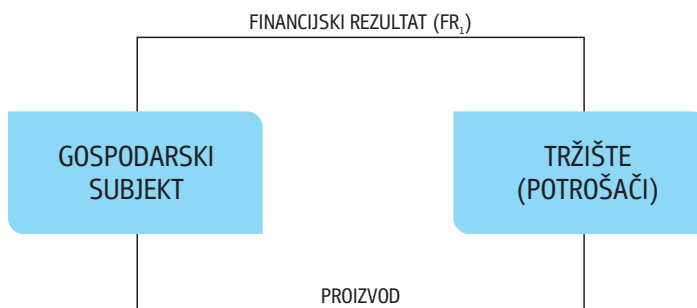 FINANCIJSKI REZULTAT (FR₁)
GOSPODARSKI
SUBJEKT
TRŽIŠTE
(POTROŠAČI)
PROIZVOD